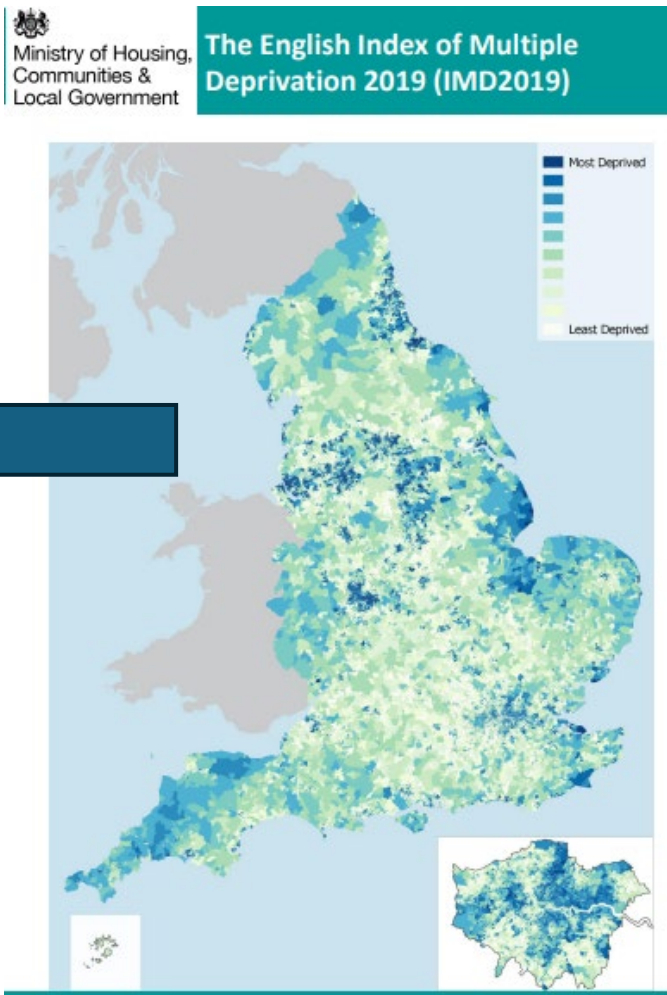 Ministry of Housing,
Communities &
Local Government
The English Index of Multiple
Deprivation 2019 (IMD2019)
Most Deprived
Least Deprived